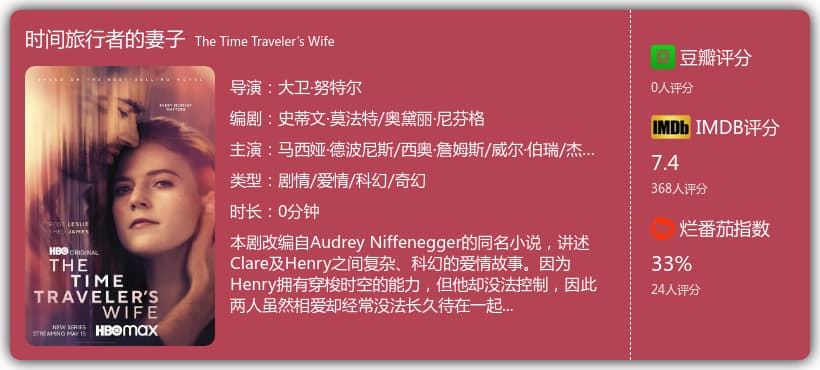 时间旅行者的妻子 The Time Traveler's Wife
BASED ON THE BEST-SELLING NOVEL
EVERY MOMENT
MATTERS
ROSE LESLIE
THEO JAMES
HBO ORIGINAL
THE
TIME
TRAVELER'S
WIFE
NEW SERIES
STREAMING MAY 15
HBOmax
导演：大卫·努特尔
编剧：史蒂文·莫法特/奥黛丽·尼芬格
主演：马西娅·德波尼斯/西奥·詹姆斯/威尔·伯瑞/杰...
类型：剧情/爱情/科幻/奇幻
时长：0分钟
本剧改编自Audrey Niffenegger的同名小说，讲述
Clare及Henry之间复杂、科幻的爱情故事。因为
Henry拥有穿梭时空的能力，但他却没法控制，因此
两人虽然相爱却经常没法长久待在一起...
豆 豆瓣评分
0人评分
IMDb IMDB评分
7.4
368人评分
烂番茄指数
33%
24人评分